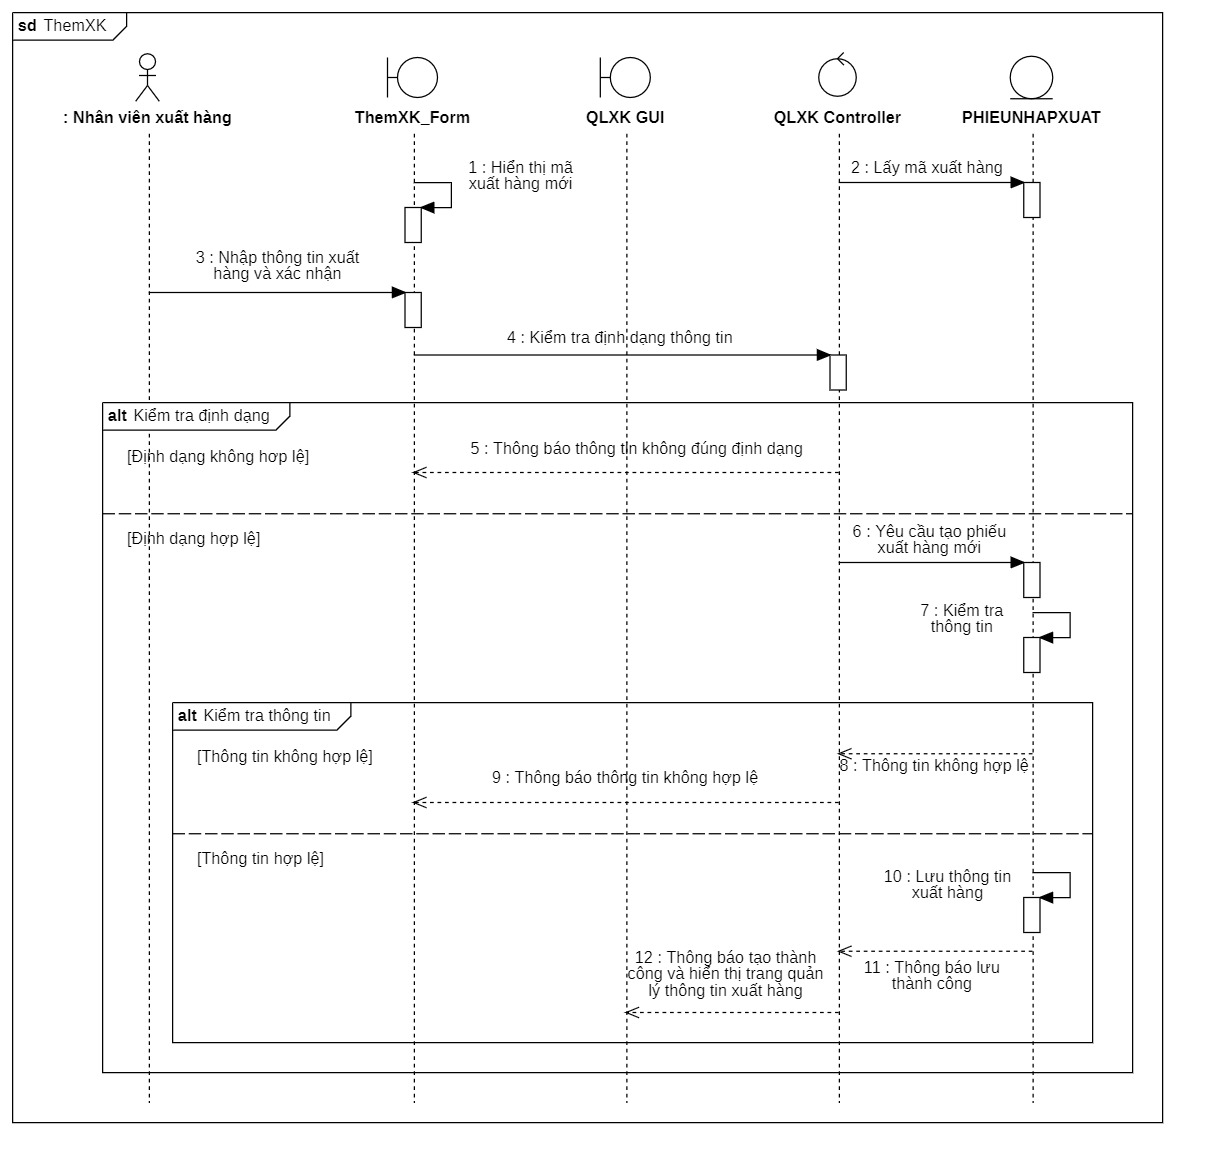 sd ThemXK
: Nhân viên xuất hàng
ThemXK_Form
QLXK GUI
QLXK Controller
PHIEUNHAPXUAT
1 : Hiển thị mã
xuất hàng mới
2 : Lấy mã xuất hàng
3 : Nhập thông tin xuất
hàng và xác nhận
4 : Kiểm tra định dạng thông tin
alt Kiểm tra định dạng
[Định dạng không hơp lệ]
5 : Thông báo thông tin không đúng định dạng
[Định dạng hợp lệ]
6 : Yêu cầu tạo phiếu
xuất hàng mới
7 : Kiểm tra
thông tin
alt Kiểm tra thông tin
[Thông tin không hợp lệ]
8 : Thông tin không hợp lệ
9 : Thông báo thông tin không hợp lệ
[Thông tin hợp lệ]
10 : Lưu thông tin
xuất hàng
11 : Thông báo lưu
thành công
12 : Thông báo tạo thành
công và hiển thị trang quản
lý thông tin xuất hàng